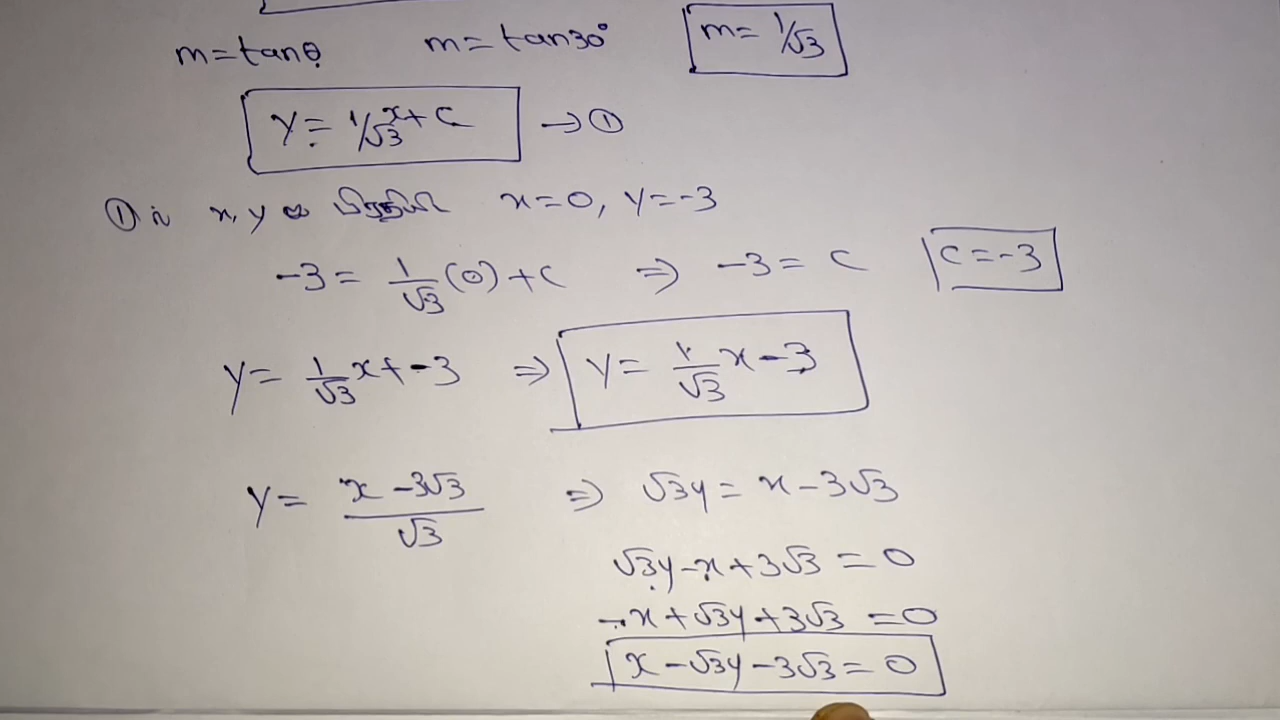 m=tanθ m=tan30° m=1/√3
y=1/√3 x+c →①
①ல் x,y ல் பிரதியிட x=0, y=-3
-3= 1/√3 (0)+c ⇒ -3=c c=-3
y= 1/√3 x+-3 ⇒ y= 1/√3 x-3
y= (x-3√3)/√3 ⇒ √3y=x-3√3
√3y-x+3√3=0
-x+√3y+3√3=0
x-√3y-3√3=0